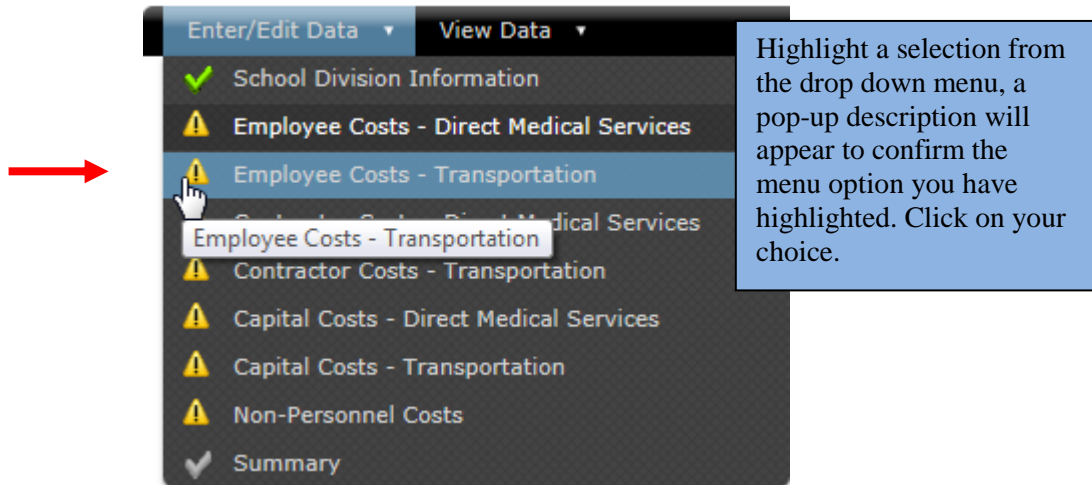 Enter/Edit Data ▼ View Data ▼
School Division Information
Employee Costs - Direct Medical Services
Employee Costs - Transportation
dical Services
Employee Costs - Transportation
Contractor Costs - Transportation
Capital Costs - Direct Medical Services
Capital Costs - Transportation
Non-Personnel Costs
Summary
Highlight a selection from
the drop down menu, a
pop-up description will
appear to confirm the
menu option you have
highlighted. Click on your
choice.